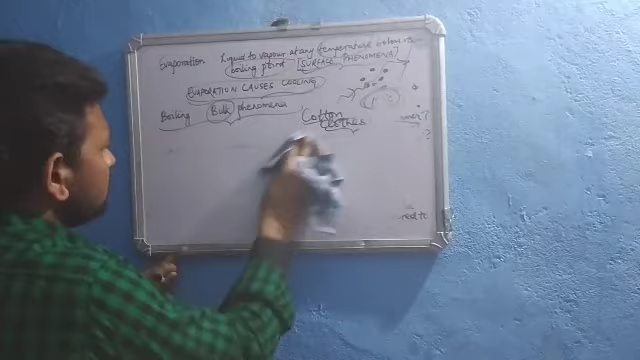 Evaporation Liquid to vapour at any temperature below its
boiling point [SURFACE PHENOMENA]
EVAPORATION CAUSES COOLING
Boiling Bulk phenomena
Cotton
Clothes
?